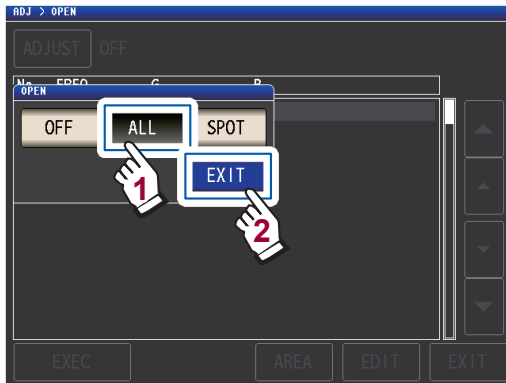 ADJ > OPEN
ADJUST OFF
No. FREQ G B
OPEN
OFF ALL SPOT
1
EXIT
2
EXEC AREA EDIT EXIT